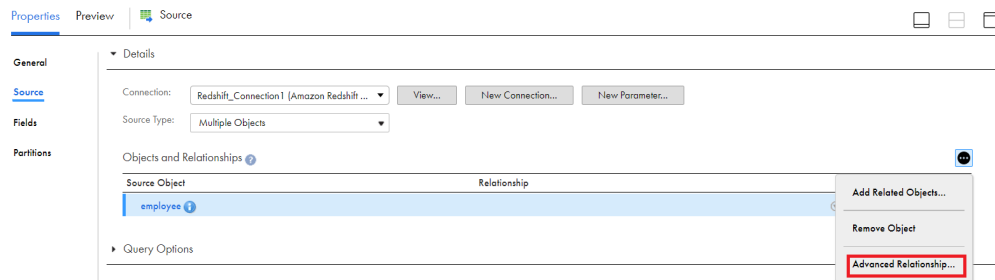 Properties Preview Source
General
Details
Source
Connection: Redshift_Connection1 (Amazon Redshift ... View... New Connection... New Parameter...
Source Type: Multiple Objects
Fields
Partitions
Objects and Relationships ?
Source Object Relationship
employee i
Add Related Objects...
Remove Object
Query Options
Advanced Relationship...